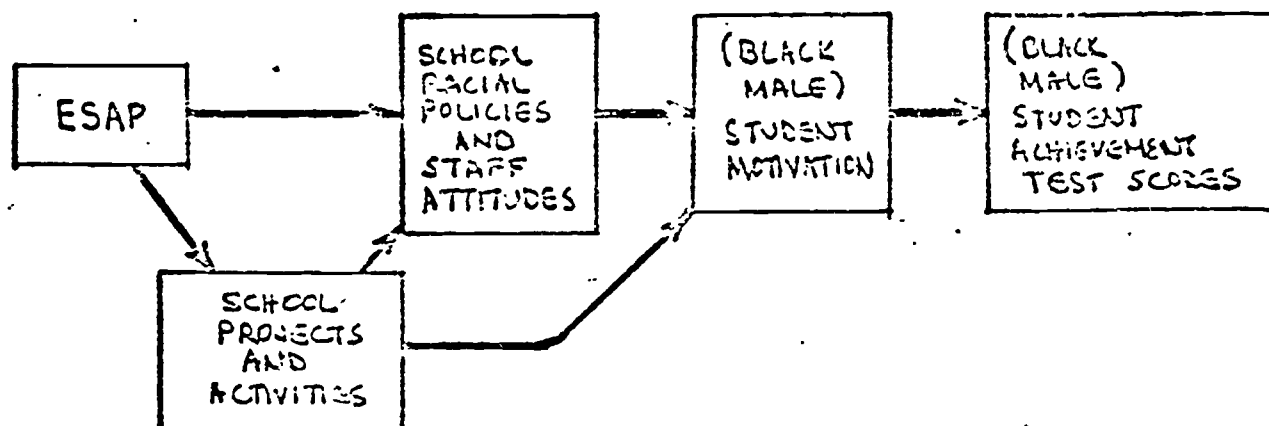 ESAP
SCHOOL
RACIAL
POLICIES
AND
STAFF
ATTITUDES
(BLACK
MALE)
STUDENT
MOTIVATION
(BLACK
MALE)
STUDENT
ACHIEVEMENT
TEST SCORES
SCHOOL
PROJECTS
AND
ACTIVITIES